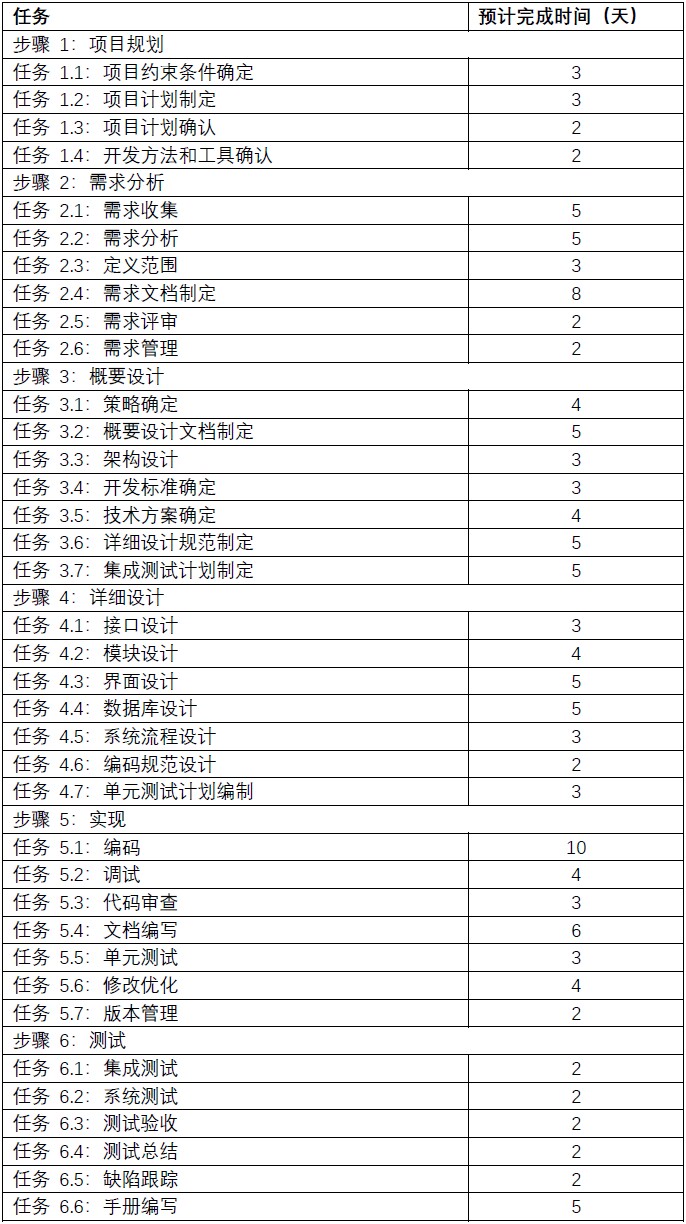 任务 预计完成时间（天）
步骤 1：项目规划
任务 1.1：项目约束条件确定 3
任务 1.2：项目计划制定 3
任务 1.3：项目计划确认 2
任务 1.4：开发方法和工具确认 2
步骤 2：需求分析
任务 2.1：需求收集 5
任务 2.2：需求分析 5
任务 2.3：定义范围 3
任务 2.4：需求文档制定 8
任务 2.5：需求评审 2
任务 2.6：需求管理 2
步骤 3：概要设计
任务 3.1：策略确定 4
任务 3.2：概要设计文档制定 5
任务 3.3：架构设计 3
任务 3.4：开发标准确定 3
任务 3.5：技术方案确定 4
任务 3.6：详细设计规范制定 5
任务 3.7：集成测试计划制定 5
步骤 4：详细设计
任务 4.1：接口设计 3
任务 4.2：模块设计 4
任务 4.3：界面设计 5
任务 4.4：数据库设计 5
任务 4.5：系统流程设计 3
任务 4.6：编码规范设计 2
任务 4.7：单元测试计划编制 3
步骤 5：实现
任务 5.1：编码 10
任务 5.2：调试 4
任务 5.3：代码审查 3
任务 5.4：文档编写 6
任务 5.5：单元测试 3
任务 5.6：修改优化 4
任务 5.7：版本管理 2
步骤 6：测试
任务 6.1：集成测试 2
任务 6.2：系统测试 2
任务 6.3：测试验收 2
任务 6.4：测试总结 2
任务 6.5：缺陷跟踪 2
任务 6.6：手册编写 5